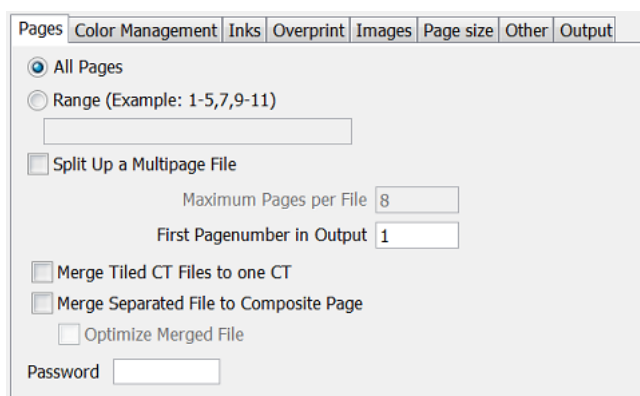 Pages Color Management Inks Overprint Images Page size Other Output
All Pages
Range (Example: 1-5,7,9-11)
Split Up a Multipage File
Maximum Pages per File 8
First Pagenumber in Output 1
Merge Tiled CT Files to one CT
Merge Separated File to Composite Page
Optimize Merged File
Password